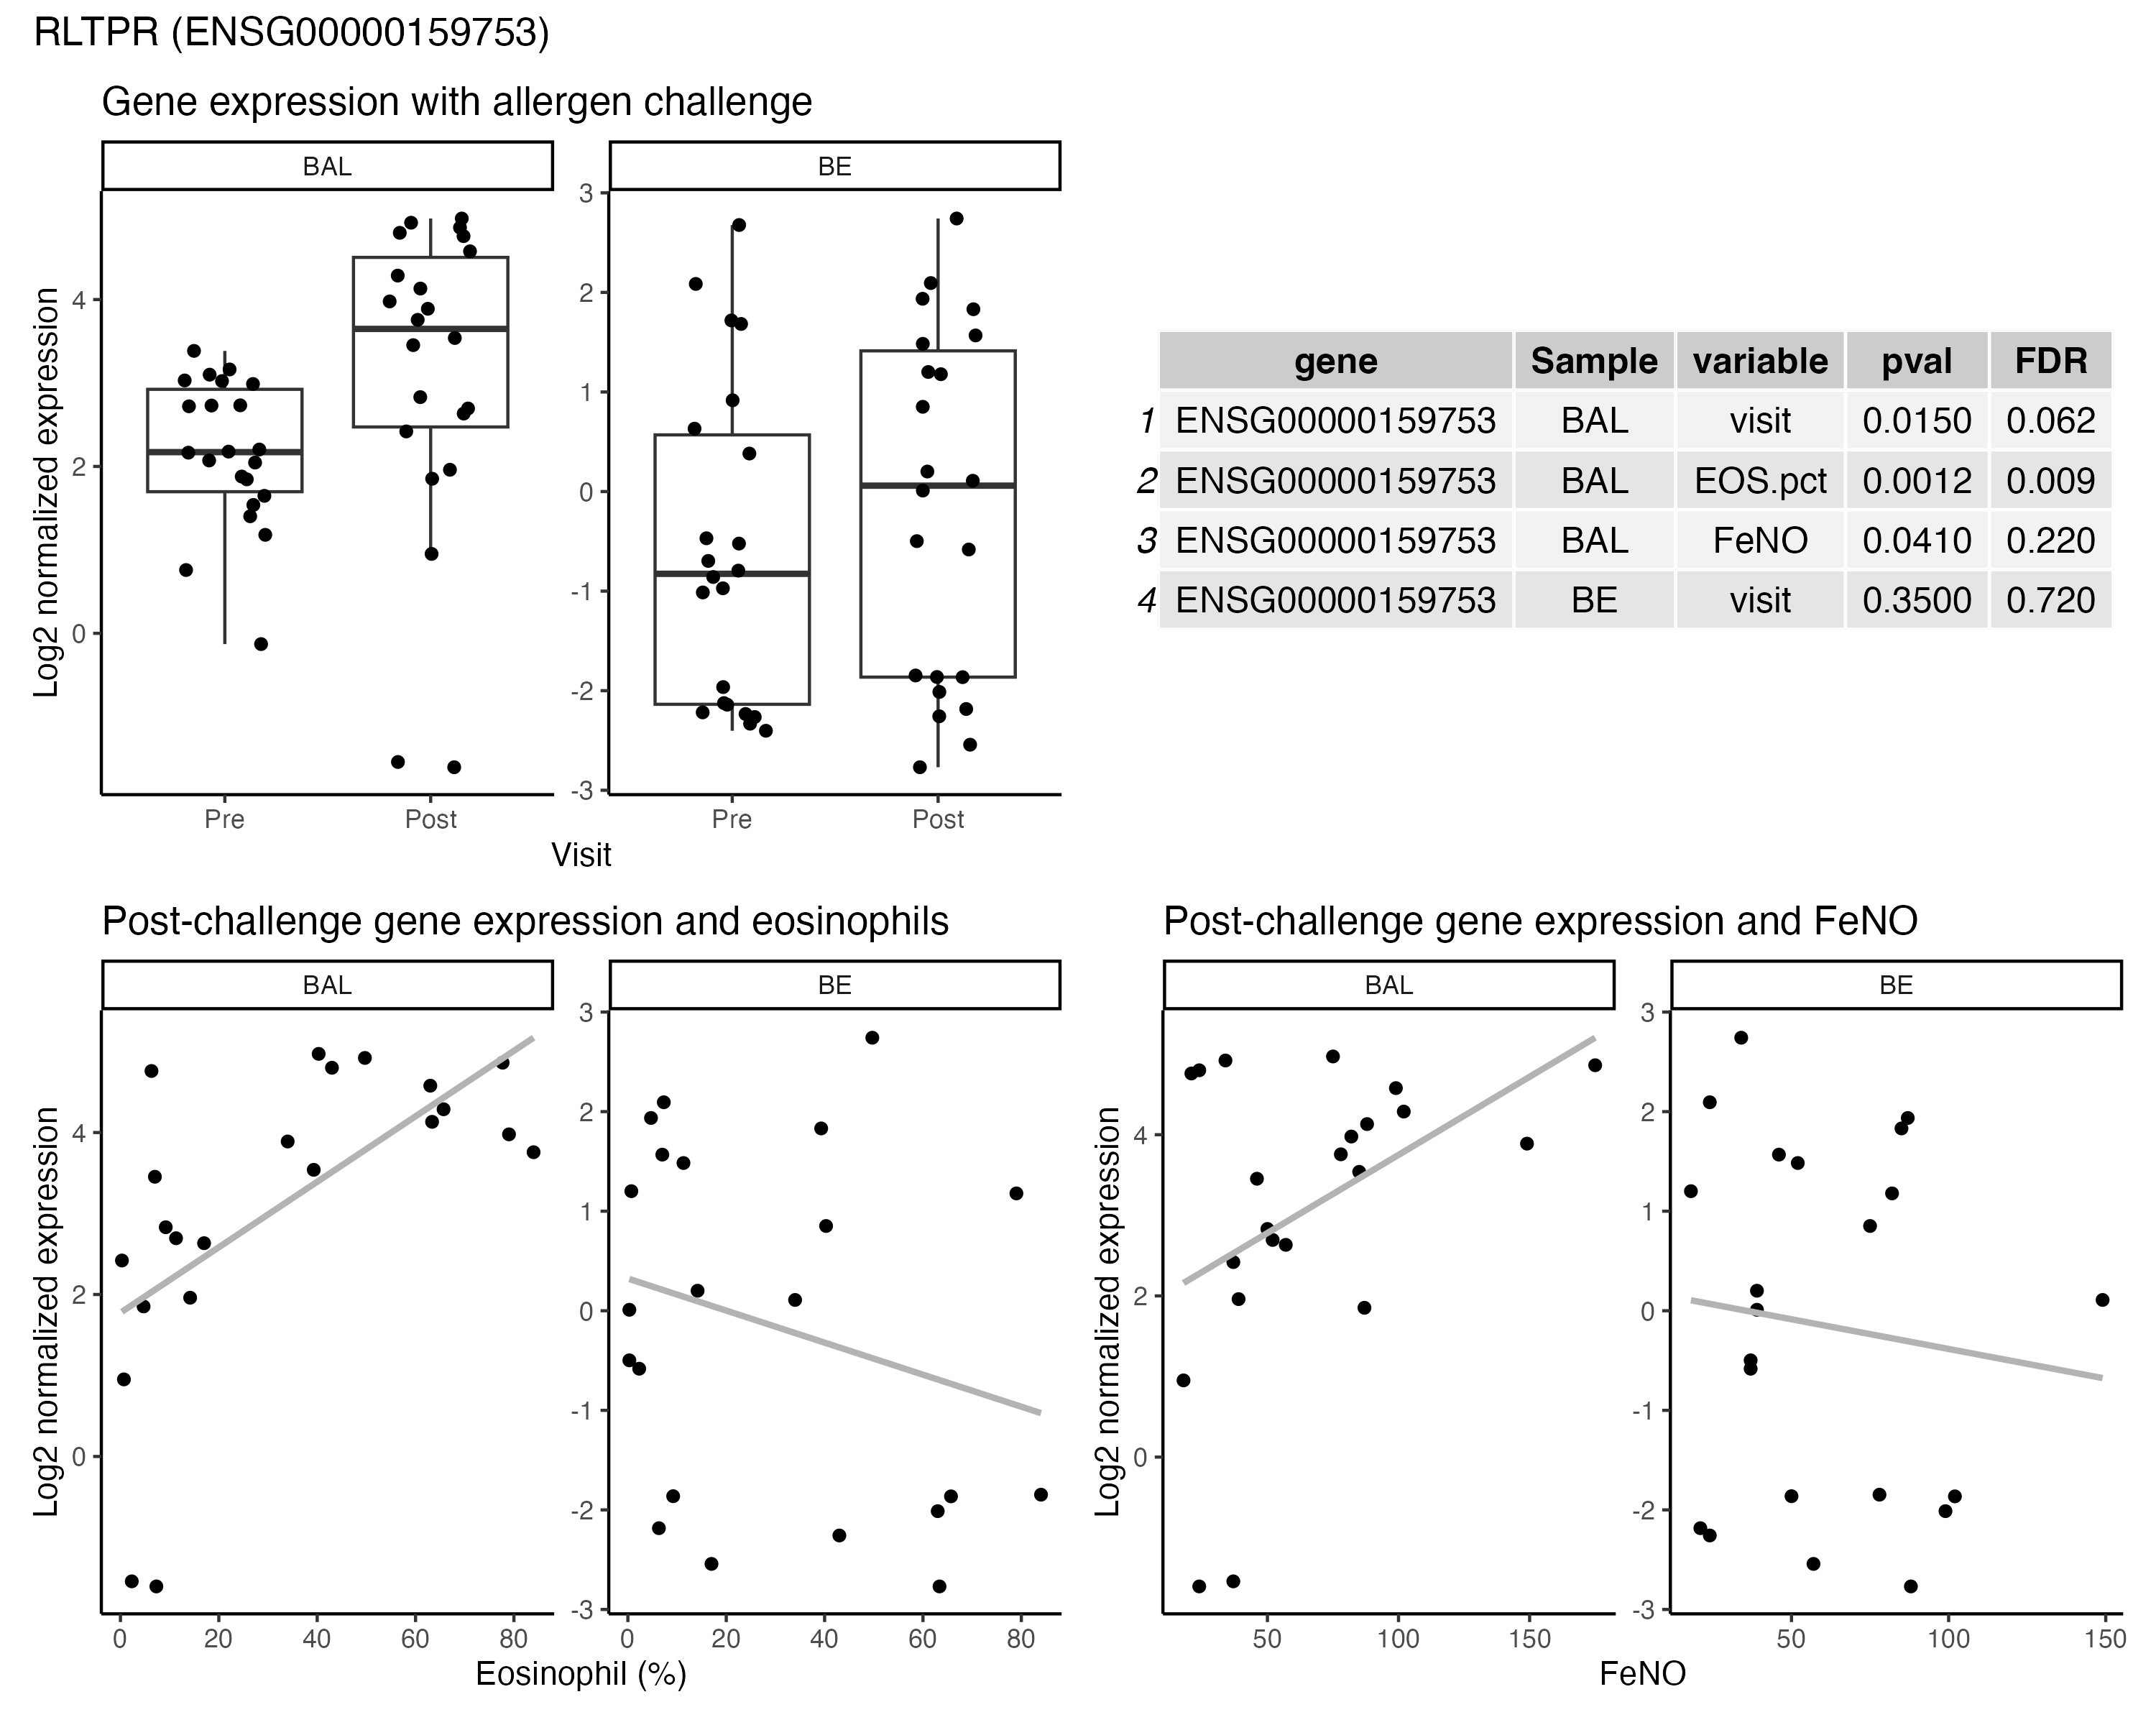 RLTPR (ENSG00000159753)
Gene expression with allergen challenge
BAL
BE
Log2 normalized expression
4
2
0
3
2
1
0
-1
-2
-3
Pre
Post
Pre
Post
Visit
gene Sample variable pval FDR
1 ENSG00000159753 BAL visit 0.0150 0.062
2 ENSG00000159753 BAL EOS.pct 0.0012 0.009
3 ENSG00000159753 BAL FeNO 0.0410 0.220
4 ENSG00000159753 BE visit 0.3500 0.720
Post-challenge gene expression and eosinophils
BAL
BE
Log2 normalized expression
4
2
0
3
2
1
0
-1
-2
-3
0 20 40 60 80
0 20 40 60 80
Eosinophil (%)
Post-challenge gene expression and FeNO
BAL
BE
Log2 normalized expression
4
2
0
3
2
1
0
-1
-2
-3
50 100 150
50 100 150
FeNO